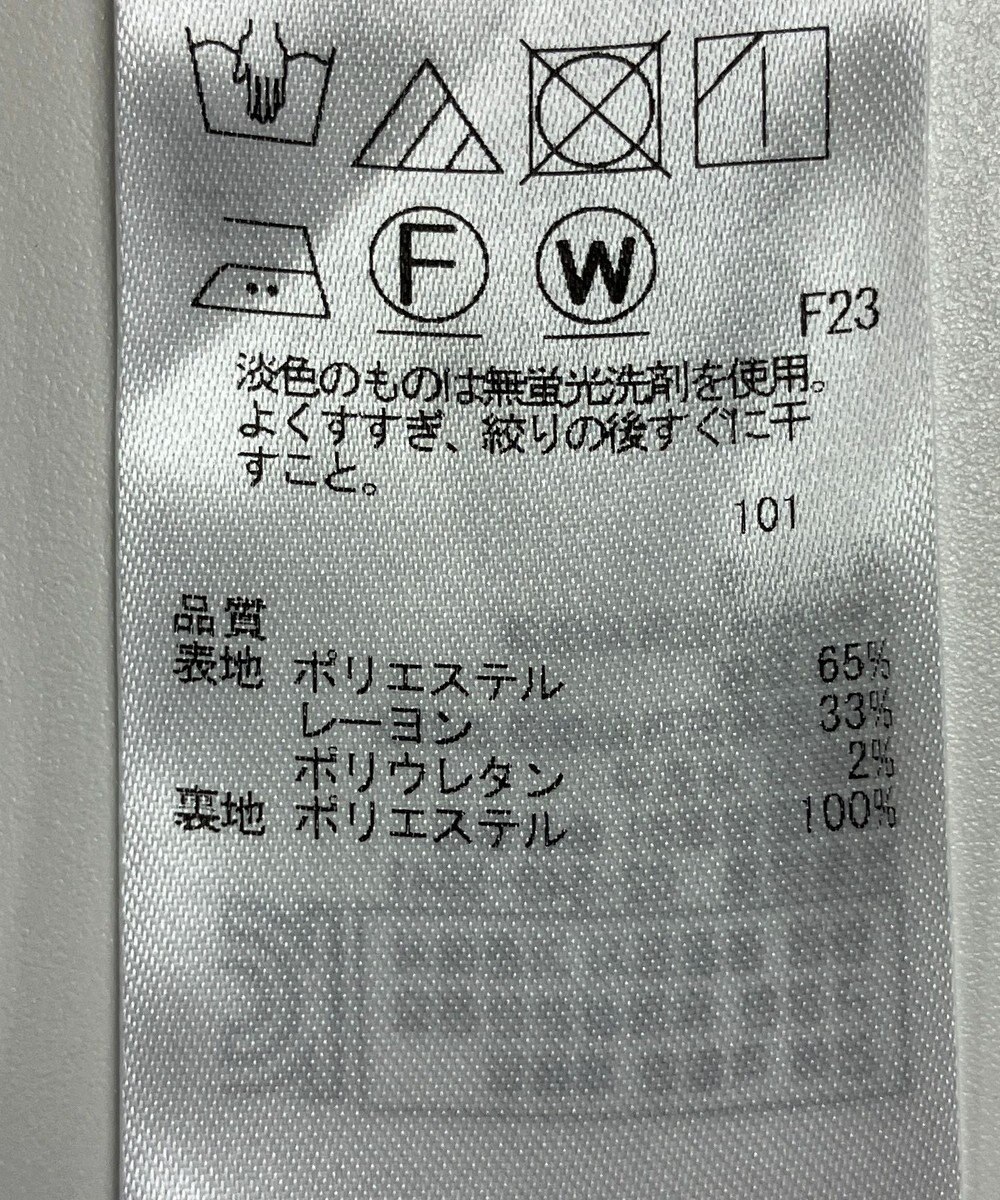 F
W
F23
淡色のものは無蛍光洗剤を使用。
よくすすぎ、絞りの後すぐに干
すこと。
101
品質
表地 ポリエステル 65%
レーヨン 33%
ポリウレタン 2%
裏地 ポリエステル 100%